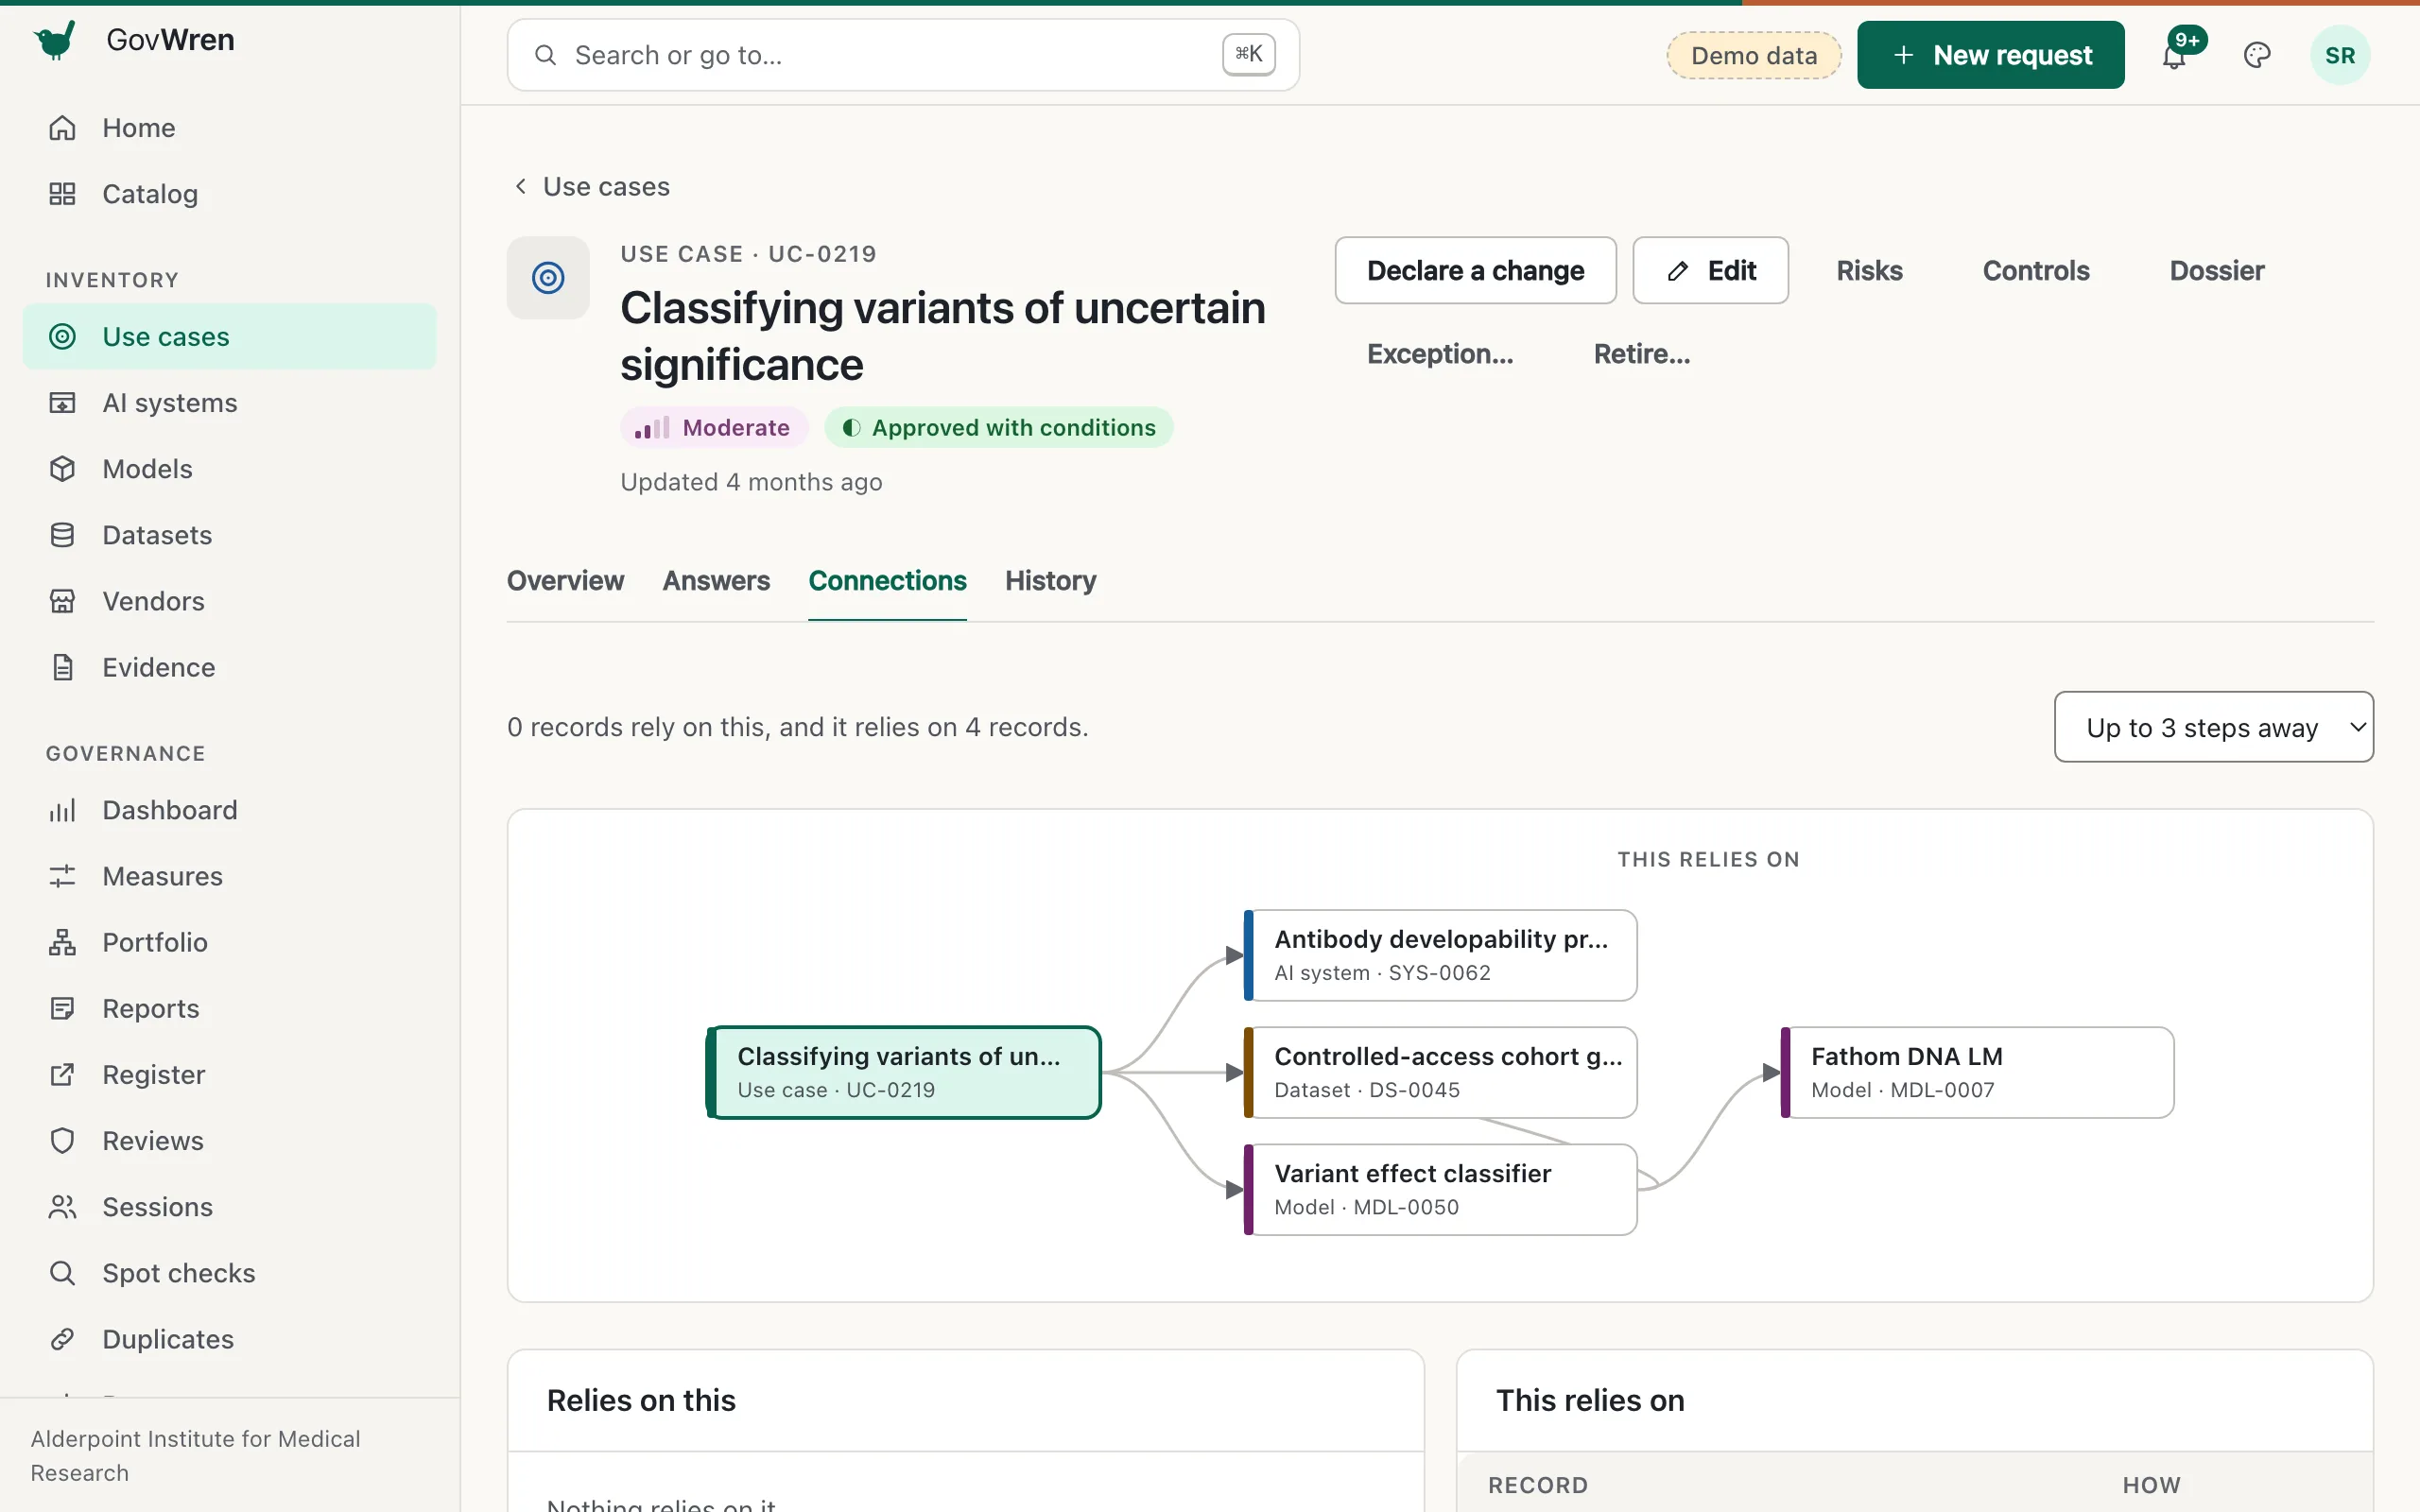 GovWren
Search or go to...
⌘K
Demo data
New request
9+
SR
Home
Catalog
INVENTORY
Use cases
AI systems
Models
Datasets
Vendors
Evidence
GOVERNANCE
Dashboard
Measures
Portfolio
Reports
Register
Reviews
Sessions
Spot checks
Duplicates
Alderpoint Institute for Medical
Research
Use cases
USE CASE · UC-0219
Classifying variants of uncertain
significance
Moderate
Approved with conditions
Updated 4 months ago
Declare a change
Edit
Risks
Controls
Dossier
Exception...
Retire...
Overview
Answers
Connections
History
0 records rely on this, and it relies on 4 records.
Up to 3 steps away
THIS RELIES ON
Classifying variants of un...
Use case · UC-0219
Antibody developability pr...
AI system · SYS-0062
Controlled-access cohort g...
Dataset · DS-0045
Variant effect classifier
Model · MDL-0050
Fathom DNA LM
Model · MDL-0007
Relies on this
Nothing relies on it
This relies on
RECORD
HOW